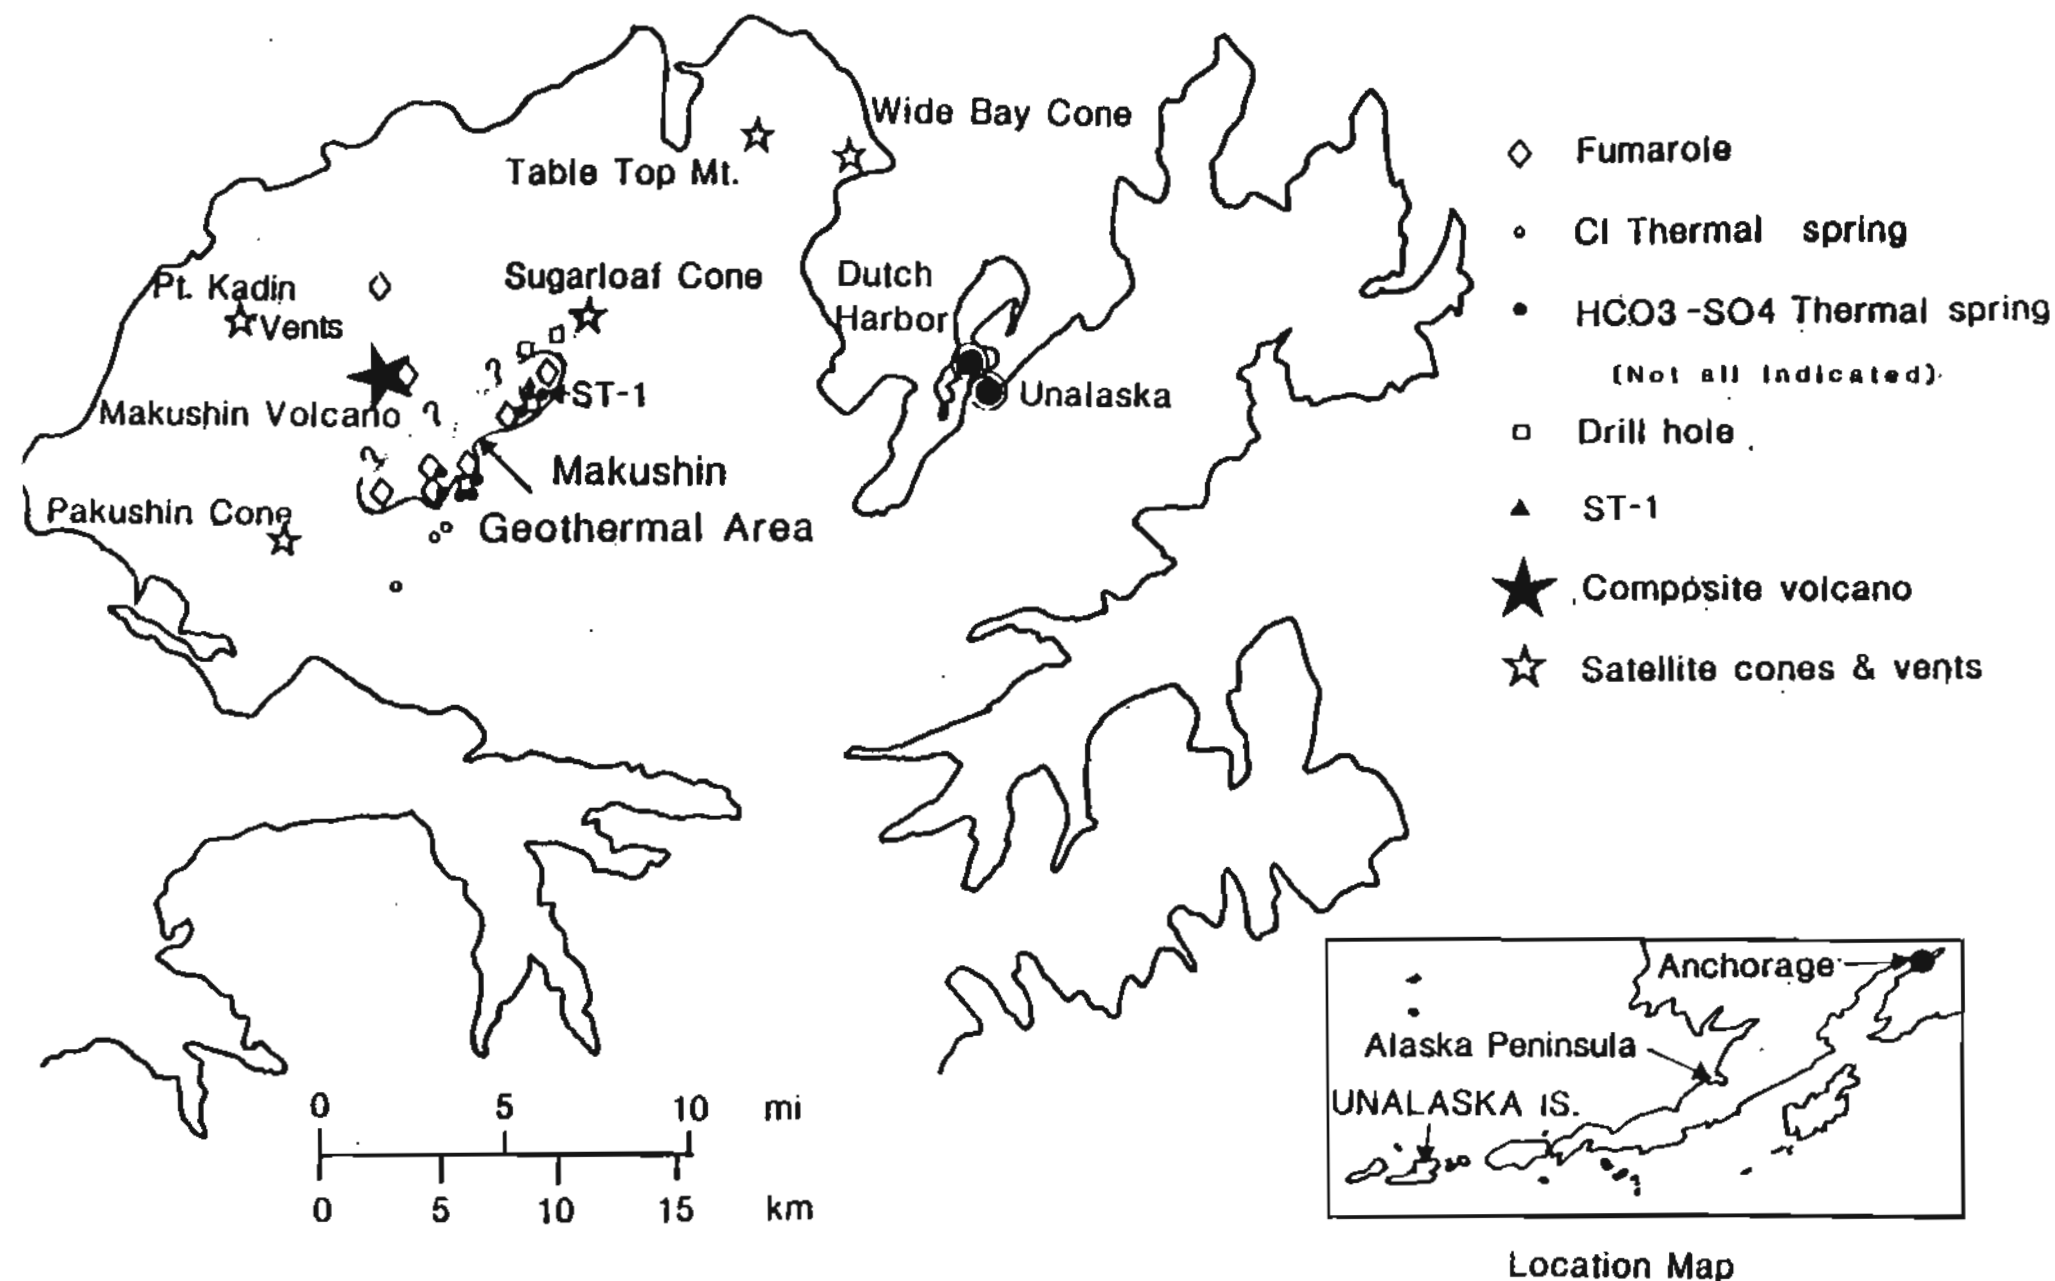 Wide Bay Cone
Table Top Mt.
Pt. Kadin
Vents
Sugarloaf Cone
Dutch
Harbor
ST-1
Unalaska
Makushin Volcano
?
?
?
Makushin
Geothermal Area
Pakushin Cone
Fumarole
Cl Thermal spring
HCO3-SO4 Thermal spring
(Not all indicated)
Drill hole
ST-1
Composite volcano
Satellite cones & vents
0 5 10 mi
0 5 10 15 km
Anchorage
Alaska Peninsula
UNALASKA IS.
Location Map